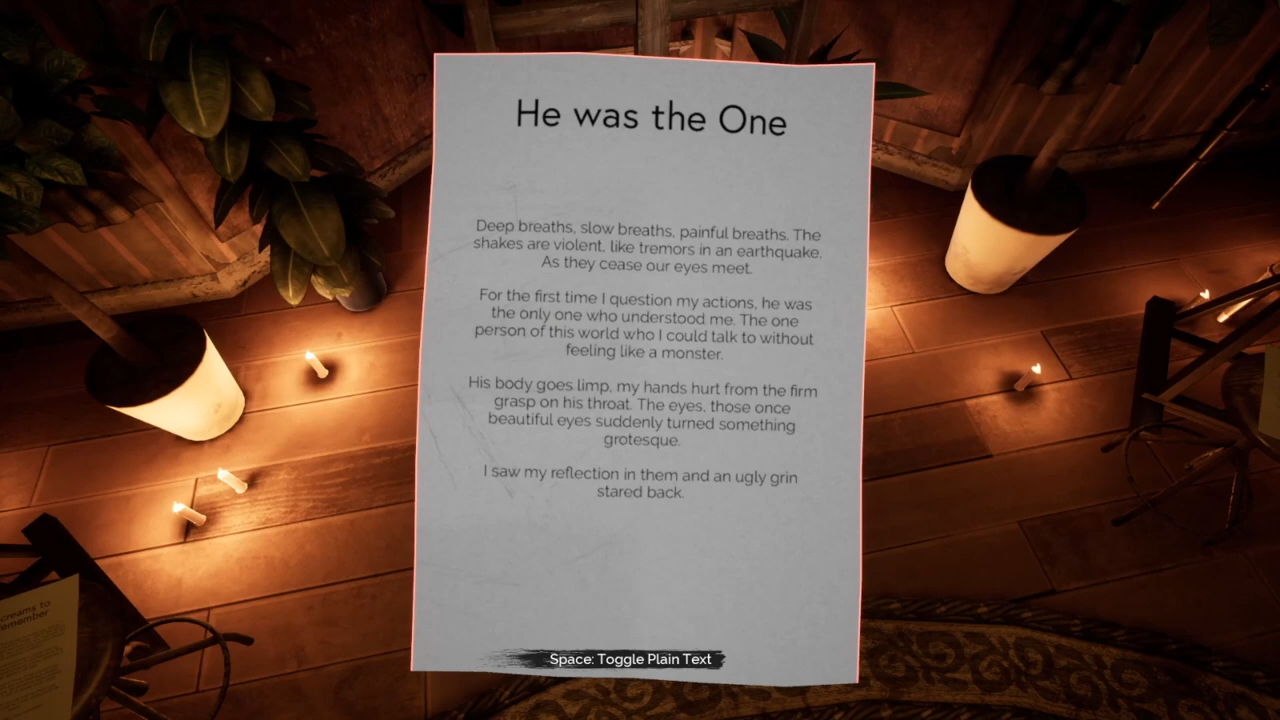 He was the One
Deep breaths, slow breaths, painful breaths. The
shakes are violent, like tremors in an earthquake.
As they cease our eyes meet.
For the first time I question my actions, he was
the only one who understood me. The one
person of this world who I could talk to without
feeling like a monster.
His body goes limp, my hands hurt from the firm
grasp on his throat. The eyes, those once
beautiful eyes suddenly turned something
grotesque.
I saw my reflection in them and an ugly grin
stared back.
Space: Toggle Plain Text
creams to
emember